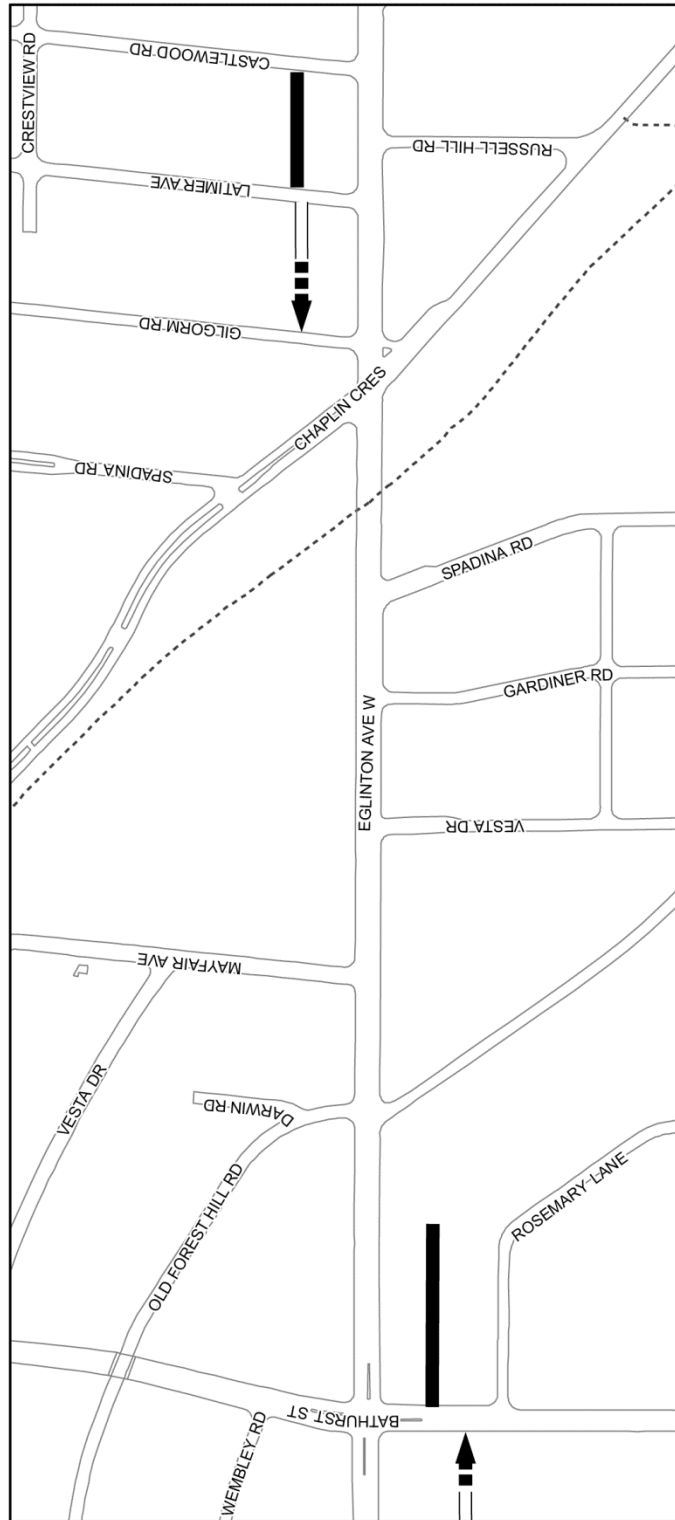 CASTLEWOOD RD
CRESTVIEW RD
RUSSELL HILL RD
LATIMER AVE
GILGORM RD
CHAPLIN CRES
SPADINA RD
SPADINA RD
GARDINER RD
EGLINTON AVE W
VESTA DR
MAYFAIR AVE
VESTA DR
DARWIN RD
ROSEMARY LANE
OLD FOREST HILL RD
BATHURST ST
WEMBLEY RD